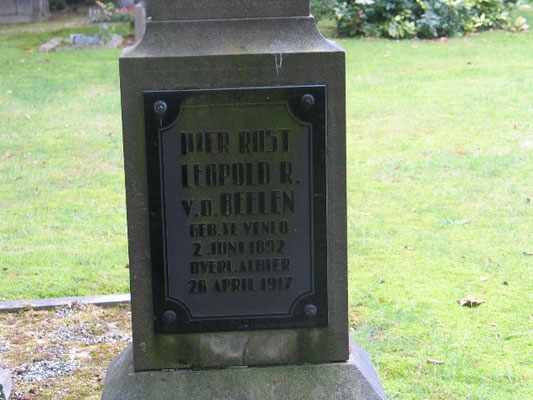 HIER RUST
LEOPOLD R.
V.D. BEELEN
GEB. TE VENLO
2 JUNI 1892
OVERL. ALHIER
26 APRIL 1917